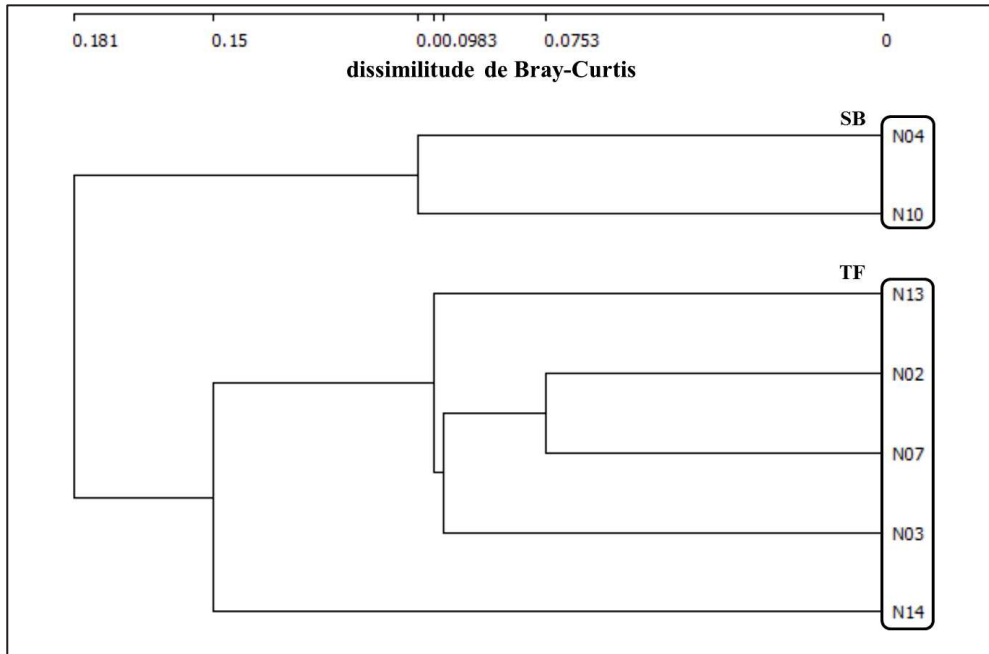 0.181 0.15 0.00.0983 0.0753 0
dissimilitude de Bray-Curtis
SB
N04
N10
TF
N13
N02
N07
N03
N14